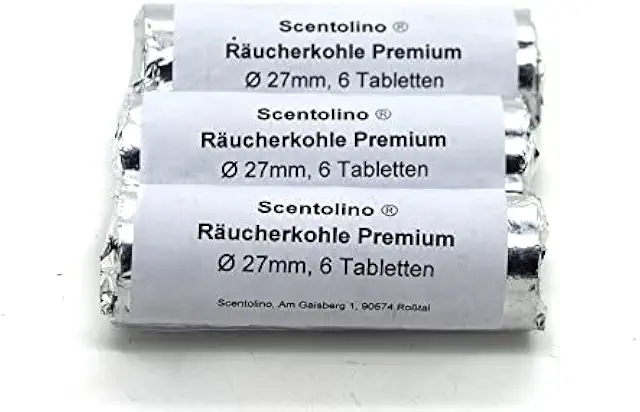 Scentolino ®
Räucherkohle Premium
Ø 27mm, 6 Tabletten
Scentolino ®
Räucherkohle Premium
Ø 27mm, 6 Tabletten
Scentolino ®
Räucherkohle Premium
Ø 27mm, 6 Tabletten
Scentolino, Am Gaisberg 1, 90574 Roßtal